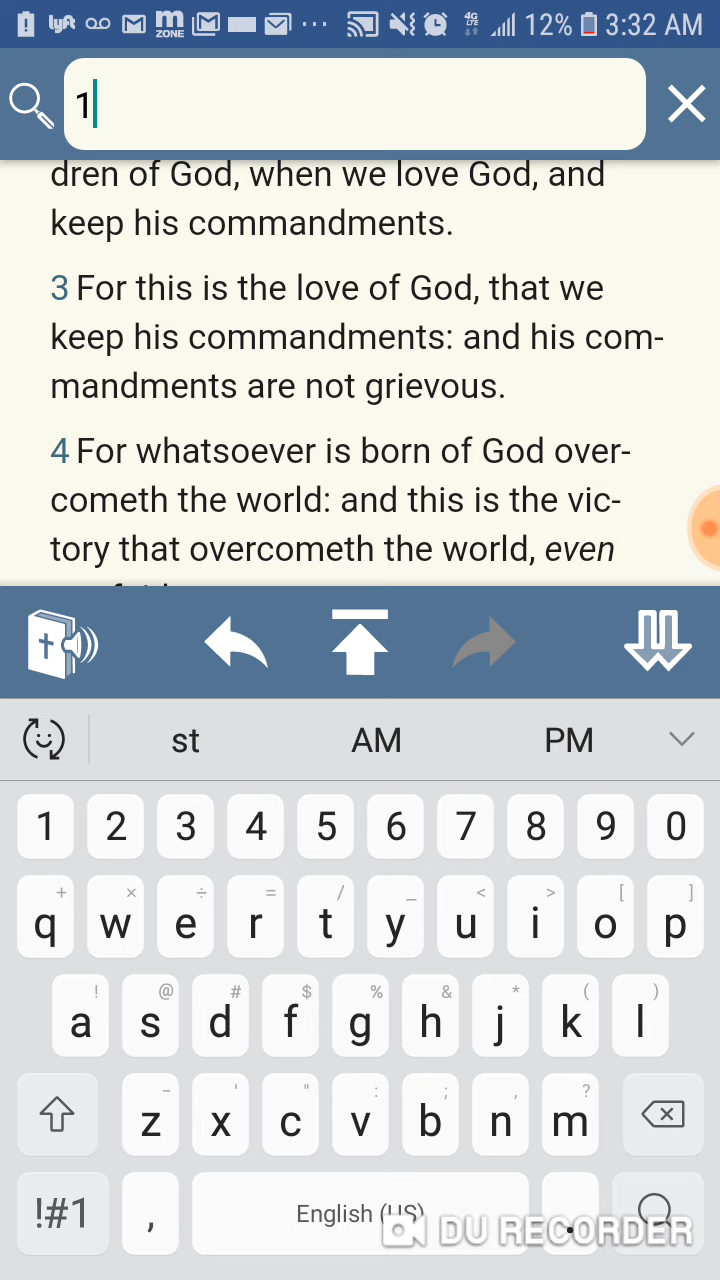 lyft
m
ZONE
4G
LTE
12%
3:32 AM
1
dren of God, when we love God, and
keep his commandments.
3 For this is the love of God, that we
keep his commandments: and his com-
mandments are not grievous.
4 For whatsoever is born of God over-
cometh the world: and this is the vic-
tory that overcometh the world, even
st AM PM
1 2 3 4 5 6 7 8 9 0
+ × ÷ = / _ < > [ ]
q w e r t y u i o p
! @ # $ % & * ( )
a s d f g h j k l
- ' " : ; , ?
z x c v b n m
!#1 , English (US) .
DU RECORDER